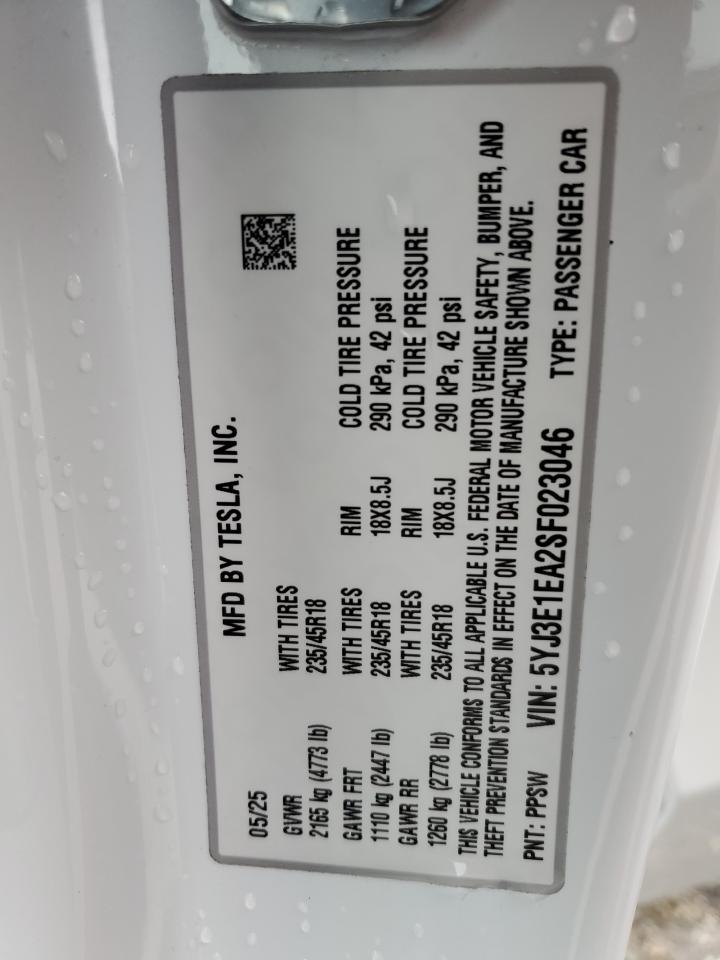 MFD BY TESLA, INC.
05/25
GVWR WITH TIRES
2165 kg (4773 lb) 235/45R18
GAWR FRT WITH TIRES RIM COLD TIRE PRESSURE
1110 kg (2447 lb) 235/45R18 18X8.5J 290 kPa, 42 psi
GAWR RR WITH TIRES RIM COLD TIRE PRESSURE
1260 kg (2778 lb) 235/45R18 18X8.5J 290 kPa, 42 psi
THIS VEHICLE CONFORMS TO ALL APPLICABLE U.S. FEDERAL MOTOR VEHICLE SAFETY, BUMPER, AND
THEFT PREVENTION STANDARDS IN EFFECT ON THE DATE OF MANUFACTURE SHOWN ABOVE.
PNT: PPSW VIN: 5YJ3E1EA2SF023046 TYPE: PASSENGER CAR